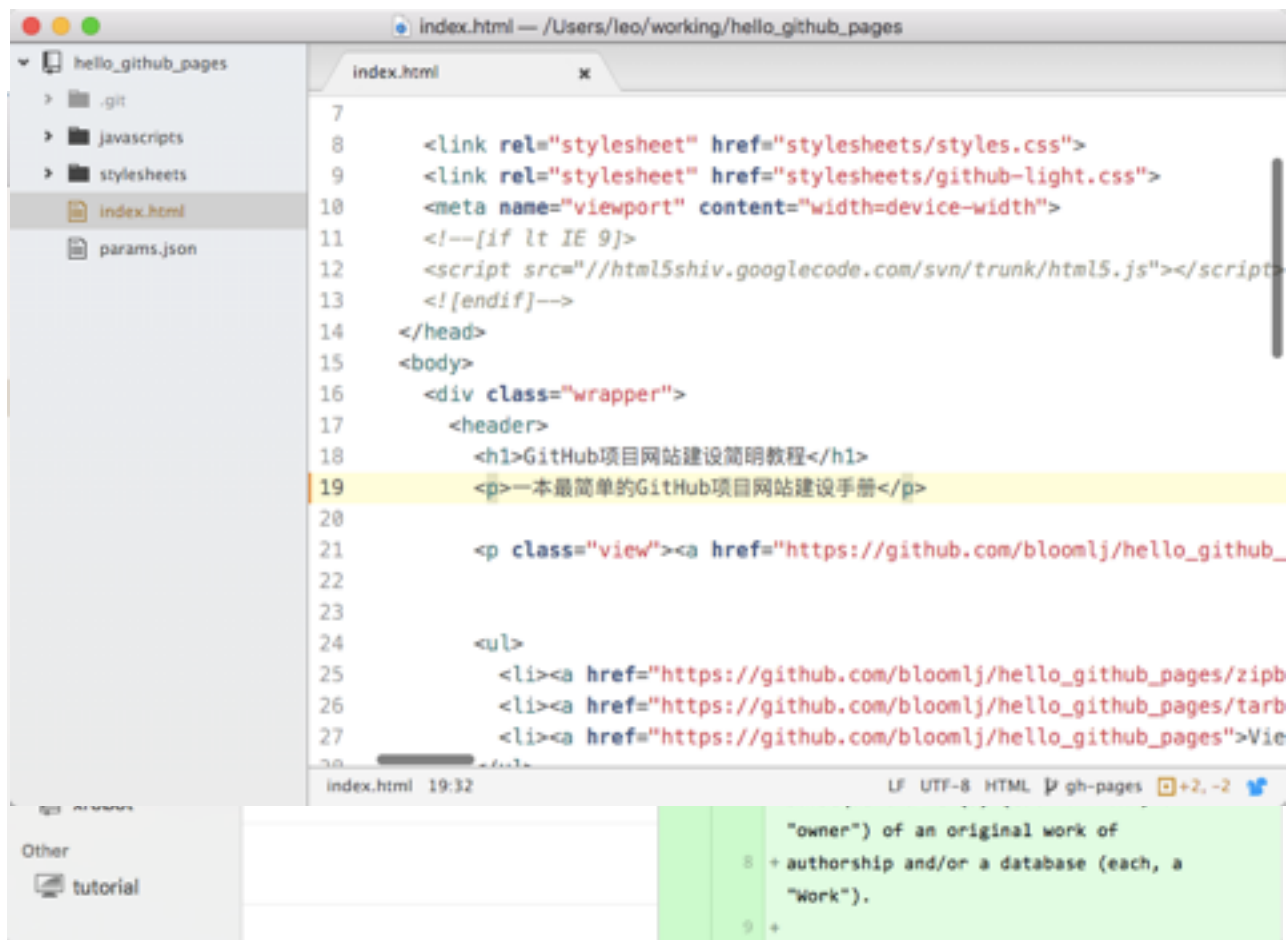 index.html — /Users/leo/working/hello_github_pages
hello_github_pages
.git
javascripts
stylesheets
index.html
params.json
index.html
7
8 <link rel="stylesheet" href="stylesheets/styles.css">
9 <link rel="stylesheet" href="stylesheets/github-light.css">
10 <meta name="viewport" content="width=device-width">
11 <!--[if lt IE 9]>
12 <script src="//html5shiv.googlecode.com/svn/trunk/html5.js"></script>
13 <![endif]-->
14 </head>
15 <body>
16 <div class="wrapper">
17 <header>
18 <h1>GitHub项目网站建设简明教程</h1>
19 <p>一本最简单的GitHub项目网站建设手册</p>
20
21 <p class="view"><a href="https://github.com/bloomlj/hello_github_
22
23
24 <ul>
25 <li><a href="https://github.com/bloomlj/hello_github_pages/zipb
26 <li><a href="https://github.com/bloomlj/hello_github_pages/tarb
27 <li><a href="https://github.com/bloomlj/hello_github_pages">Vie
index.html 19:32
LF UTF-8 HTML gh-pages +2, -2
Other
tutorial
"owner") of an original work of
8 + authorship and/or a database (each, a
"Work").
9 +